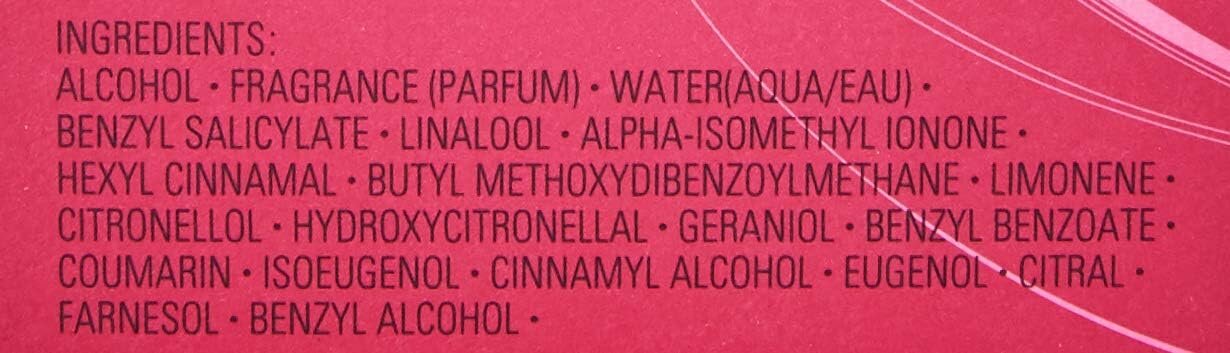 INGREDIENTS:
ALCOHOL • FRAGRANCE (PARFUM) • WATER(AQUA/EAU) •
BENZYL SALICYLATE • LINALOOL • ALPHA-ISOMETHYL IONONE •
HEXYL CINNAMAL • BUTYL METHOXYDIBENZOYLMETHANE • LIMONENE •
CITRONELLOL • HYDROXYCITRONELLAL • GERANIOL • BENZYL BENZOATE •
COUMARIN • ISOEUGENOL • CINNAMYL ALCOHOL • EUGENOL • CITRAL •
FARNESOL • BENZYL ALCOHOL •